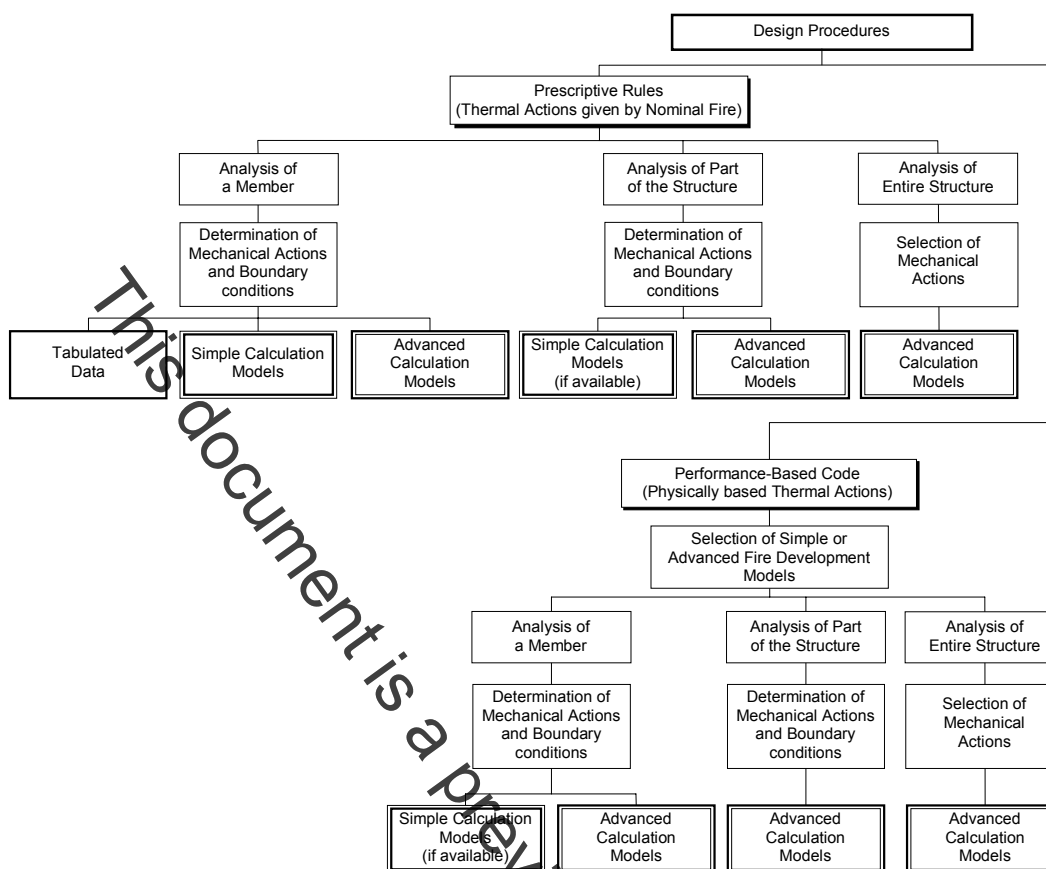 Design Procedures
Prescriptive Rules
(Thermal Actions given by Nominal Fire)
Analysis of
a Member
Analysis of Part
of the Structure
Analysis of
Entire Structure
Determination of
Mechanical Actions
and Boundary
conditions
Determination of
Mechanical Actions
and Boundary
conditions
Selection of
Mechanical
Actions
Tabulated
Data
Simple Calculation
Models
Advanced
Calculation
Models
Simple Calculation
Models
(if available)
Advanced
Calculation
Models
Advanced
Calculation
Models
Performance-Based Code
(Physically based Thermal Actions)
Selection of Simple or
Advanced Fire Development
Models
Analysis of
a Member
Analysis of Part
of the Structure
Analysis of
Entire Structure
Determination of
Mechanical Actions
and Boundary
conditions
Determination of
Mechanical Actions
and Boundary
conditions
Selection of
Mechanical
Actions
Simple Calculation
Models
(if available)
Advanced
Calculation
Models
Advanced
Calculation
Models
Advanced
Calculation
Models
This document is a prev